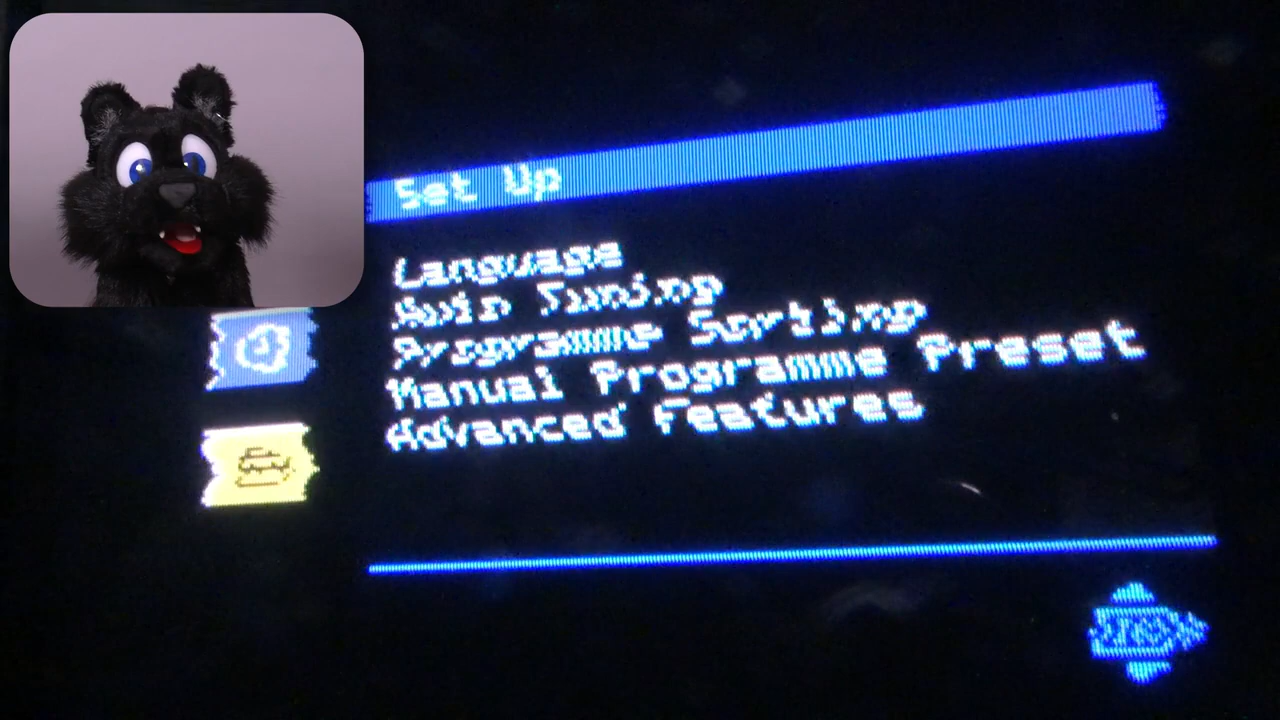 Set Up
Language
Auto Tuning
Programme Sorting
Manual Programme Preset
Advanced Features